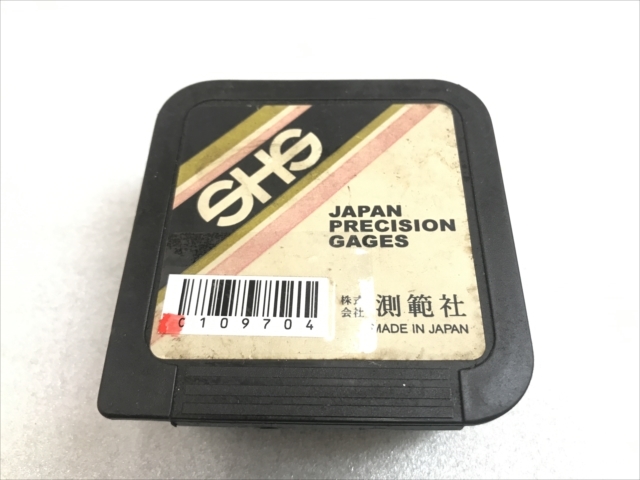 SHS
JAPAN
PRECISION
GAGES
株式
会社 測範社
MADE IN JAPAN
0109704